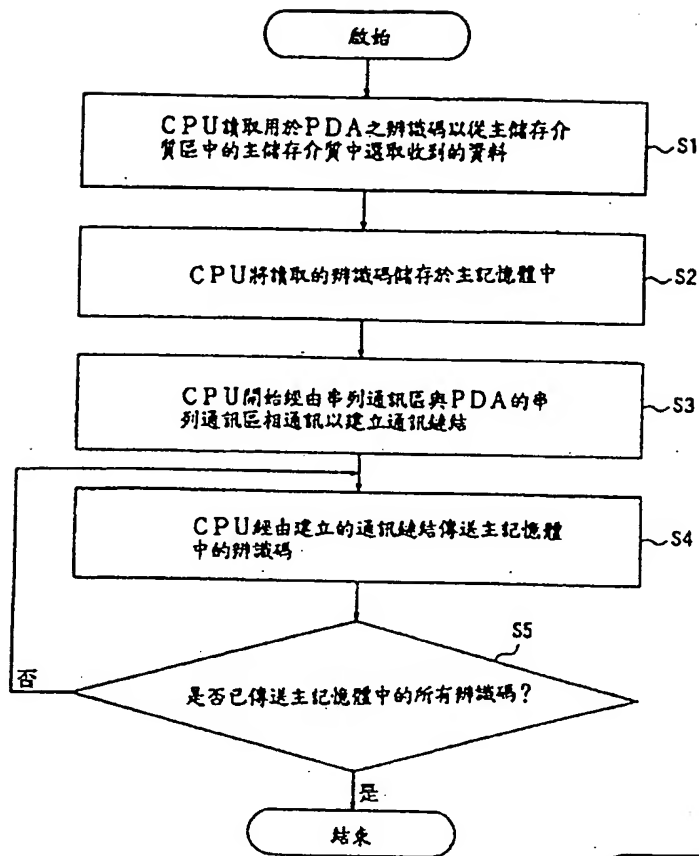 啟始
CPU讀取用於PDA之辨識碼以從主儲存介
質區中的主儲存介質中選取收到的資料
S1
CPU將讀取的辨識碼儲存於主記憶體中
S2
CPU開始經由串列通訊區與PDA的串
列通訊區相通訊以建立通訊鏈結
S3
CPU經由建立的通訊鏈結傳送主記憶體
中的辨識碼
S4
S5
是否已傳送主記憶體中的所有辨識碼?
否
是
結束